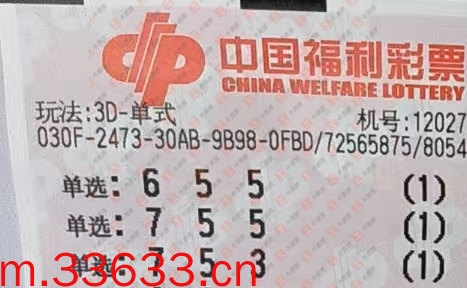 中国福利彩票
CHINA WELFARE LOTTERY
玩法:3D-单式 机号:12027
030F-2473-30AB-9B98-0FBD/72565875/8054
单选: 6 5 5 (1)
单选: 7 5 5 (1)
单选: 7 5 3 (1)
m.33633.cn